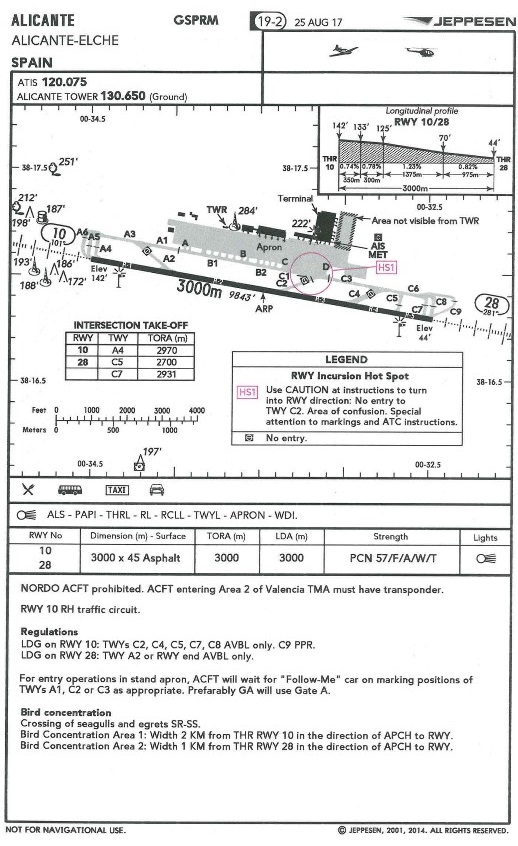 ALICANTE GSPRM 19-2 25 AUG 17 JEPPESEN
ALICANTE-ELCHE
SPAIN
ATIS 120.075
ALICANTE TOWER 130.650 (Ground)
00-34.5
Longitudinal profile
RWY 10/28
142' 133' 125' 70' 44'
THR 10
THR 28
0.74% 0.78% 1.23% 0.82%
350m 300m 1375m 975m
3000m
38-17.5
38-17.5
00-32.5
251'
212'
198'
187'
193'
188'
186'
172'
10
101°
A6 A5 A4 A3 A1 A2 A
TWR 284'
Terminal
222'
Area not visible from TWR
AIS
MET
Apron
B1 B B2 C C1 C2 D C3 C4 C5 C6 C7 C8 C9
HS1
Elev
142'
3000m 9843'
ARP
28
281°
Elev
44'
INTERSECTION TAKE-OFF
RWY TWY TORA (m)
10 A4 2970
28 C5 2700
C7 2931
38-16.5
38-16.5
LEGEND
RWY Incursion Hot Spot
HS1 Use CAUTION at instructions to turn
into RWY direction: No entry to
TWY C2. Area of confusion. Special
attention to markings and ATC instructions.
No entry.
Feet 0 1000 2000 3000 4000
Meters 0 500 1000
197'
00-34.5
00-32.5
TAXI
ALS - PAPI - THRL - RL - RCLL - TWYL - APRON - WDI.
RWY No Dimension (m) - Surface TORA (m) LDA (m) Strength Lights
10
28
3000 x 45 Asphalt 3000 3000 PCN 57/F/A/W/T
NORDO ACFT prohibited. ACFT entering Area 2 of Valencia TMA must have transponder.
RWY 10 RH traffic circuit.
Regulations
LDG on RWY 10: TWYs C2, C4, C5, C7, C8 AVBL only. C9 PPR.
LDG on RWY 28: TWY A2 or RWY end AVBL only.
For entry operations in stand apron, ACFT will wait for "Follow-Me" car on marking positions of
TWYs A1, C2 or C3 as appropriate. Prefarably GA will use Gate A.
Bird concentration
Crossing of seagulls and egrets SR-SS.
Bird Concentration Area 1: Width 2 KM from THR RWY 10 in the direction of APCH to RWY.
Bird Concentration Area 2: Width 1 KM from THR RWY 28 in the direction of APCH to RWY.
NOT FOR NAVIGATIONAL USE.
© JEPPESEN, 2001, 2014. ALL RIGHTS RESERVED.